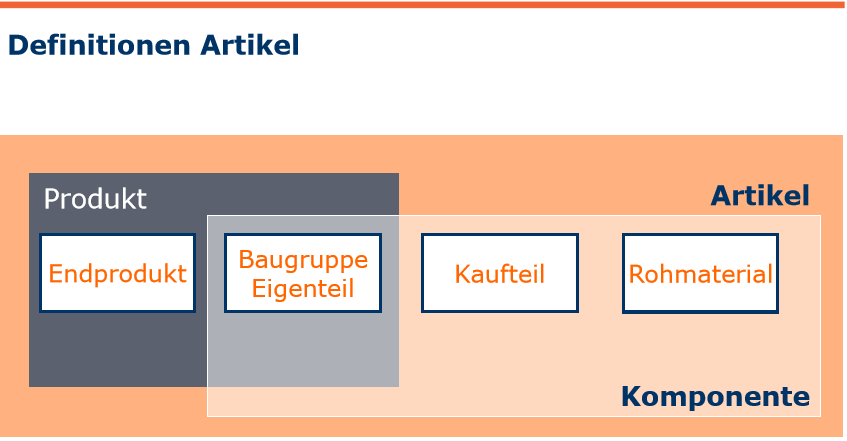 Definitionen Artikel
Produkt
Artikel
Endprodukt
Baugruppe
Eigenteil
Kaufteil
Rohmaterial
Komponente